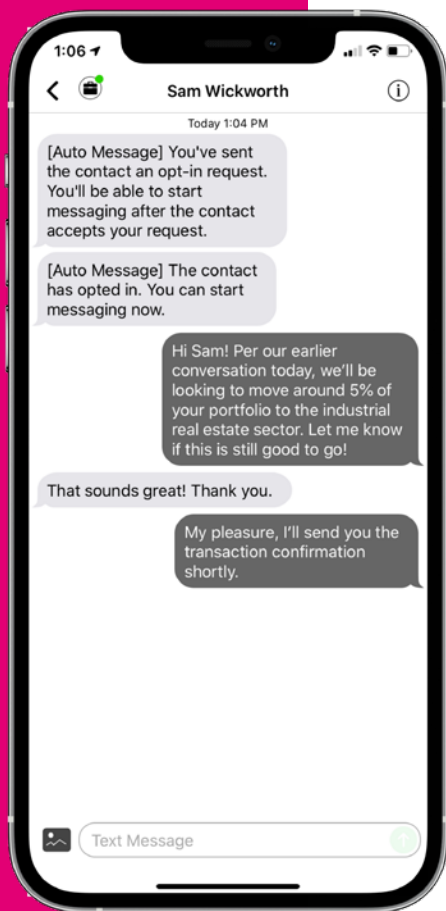 1:06
Sam Wickworth
Today 1:04 PM
[Auto Message] You've sent
the contact an opt-in request.
You'll be able to start
messaging after the contact
accepts your request.
[Auto Message] The contact
has opted in. You can start
messaging now.
Hi Sam! Per our earlier
conversation today, we’ll be
looking to move around 5% of
your portfolio to the industrial
real estate sector. Let me know
if this is still good to go!
That sounds great! Thank you.
My pleasure, I’ll send you the
transaction confirmation
shortly.
Text Message